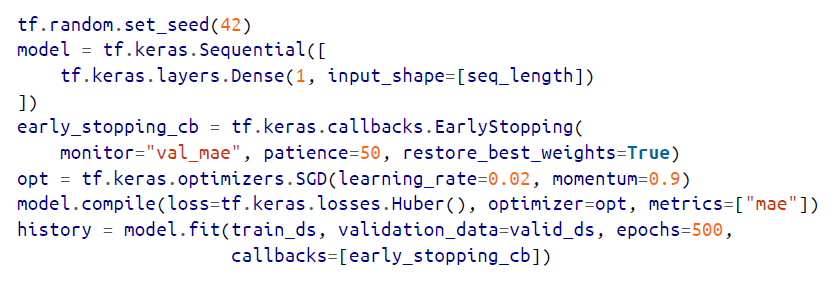 tf.random.set_seed(42)
model = tf.keras.Sequential([
    tf.keras.layers.Dense(1, input_shape=[seq_length])
])
early_stopping_cb = tf.keras.callbacks.EarlyStopping(
    monitor="val_mae", patience=50, restore_best_weights=True)
opt = tf.keras.optimizers.SGD(learning_rate=0.02, momentum=0.9)
model.compile(loss=tf.keras.losses.Huber(), optimizer=opt, metrics=["mae"])
history = model.fit(train_ds, validation_data=valid_ds, epochs=500,
                    callbacks=[early_stopping_cb])